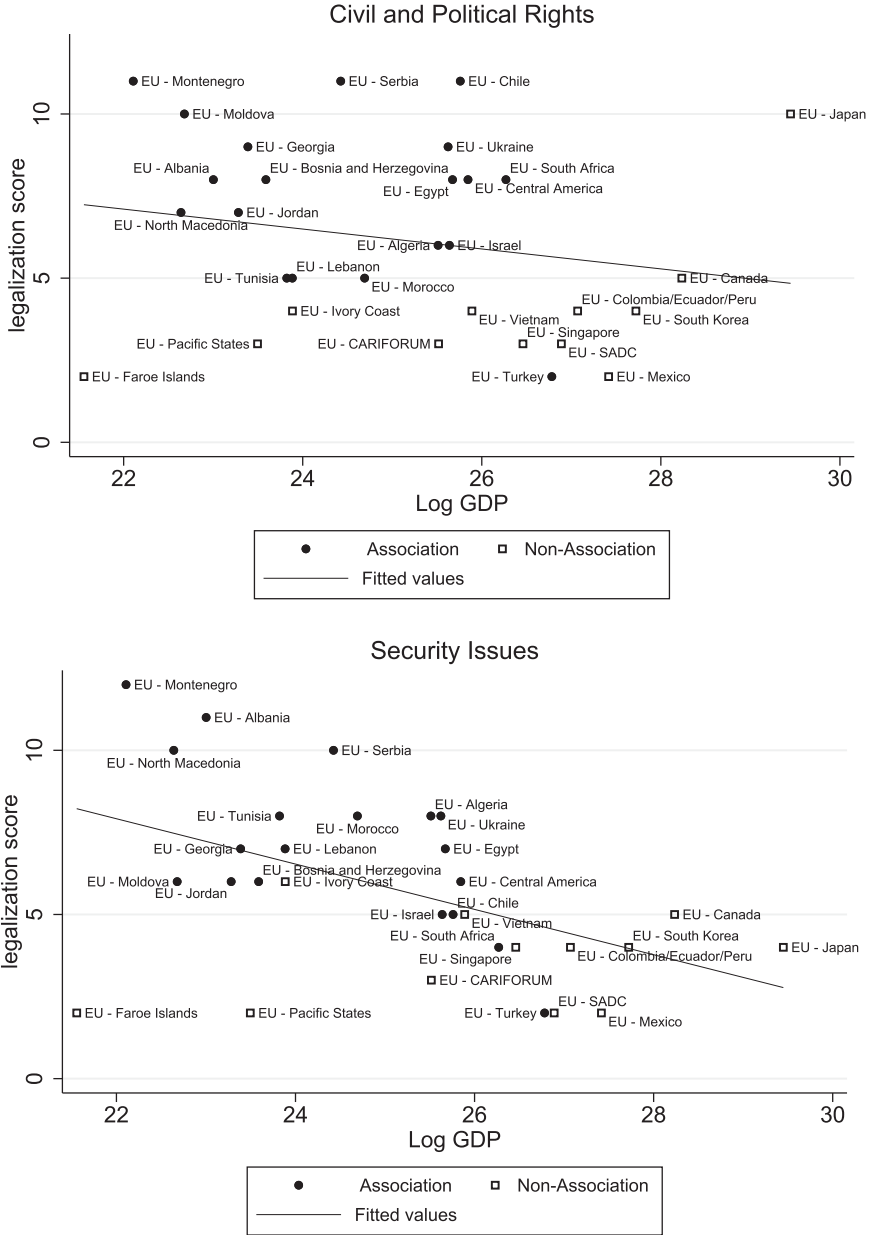 Civil and Political Rights
EU - Montenegro
EU - Serbia
EU - Chile
10
EU - Moldova
EU - Japan
EU - Georgia
EU - Ukraine
EU - Albania
EU - Bosnia and Herzegovina
EU - South Africa
EU - Egypt
EU - Central America
legalization score
EU - North Macedonia
EU - Jordan
EU - Algeria
EU - Israel
5
EU - Tunisia
EU - Lebanon
EU - Morocco
EU - Canada
EU - Ivory Coast
EU - Vietnam
EU - Colombia/Ecuador/Peru
EU - South Korea
EU - Pacific States
EU - CARIFORUM
EU - Singapore
EU - SADC
EU - Faroe Islands
EU - Turkey
EU - Mexico
0
22 24 26 28 30
Log GDP
Association Non-Association
Fitted values
Security Issues
EU - Montenegro
EU - Albania
10
EU - North Macedonia
EU - Serbia
EU - Tunisia
EU - Morocco
EU - Algeria
EU - Ukraine
EU - Georgia
EU - Lebanon
EU - Egypt
legalization score
EU - Moldova
EU - Jordan
EU - Bosnia and Herzegovina
EU - Ivory Coast
EU - Central America
5
EU - Israel
EU - Chile
EU - Vietnam
EU - Canada
EU - South Africa
EU - Singapore
EU - Colombia/Ecuador/Peru
EU - South Korea
EU - Japan
EU - CARIFORUM
EU - Faroe Islands
EU - Pacific States
EU - Turkey
EU - SADC
EU - Mexico
0
22 24 26 28 30
Log GDP
Association Non-Association
Fitted values